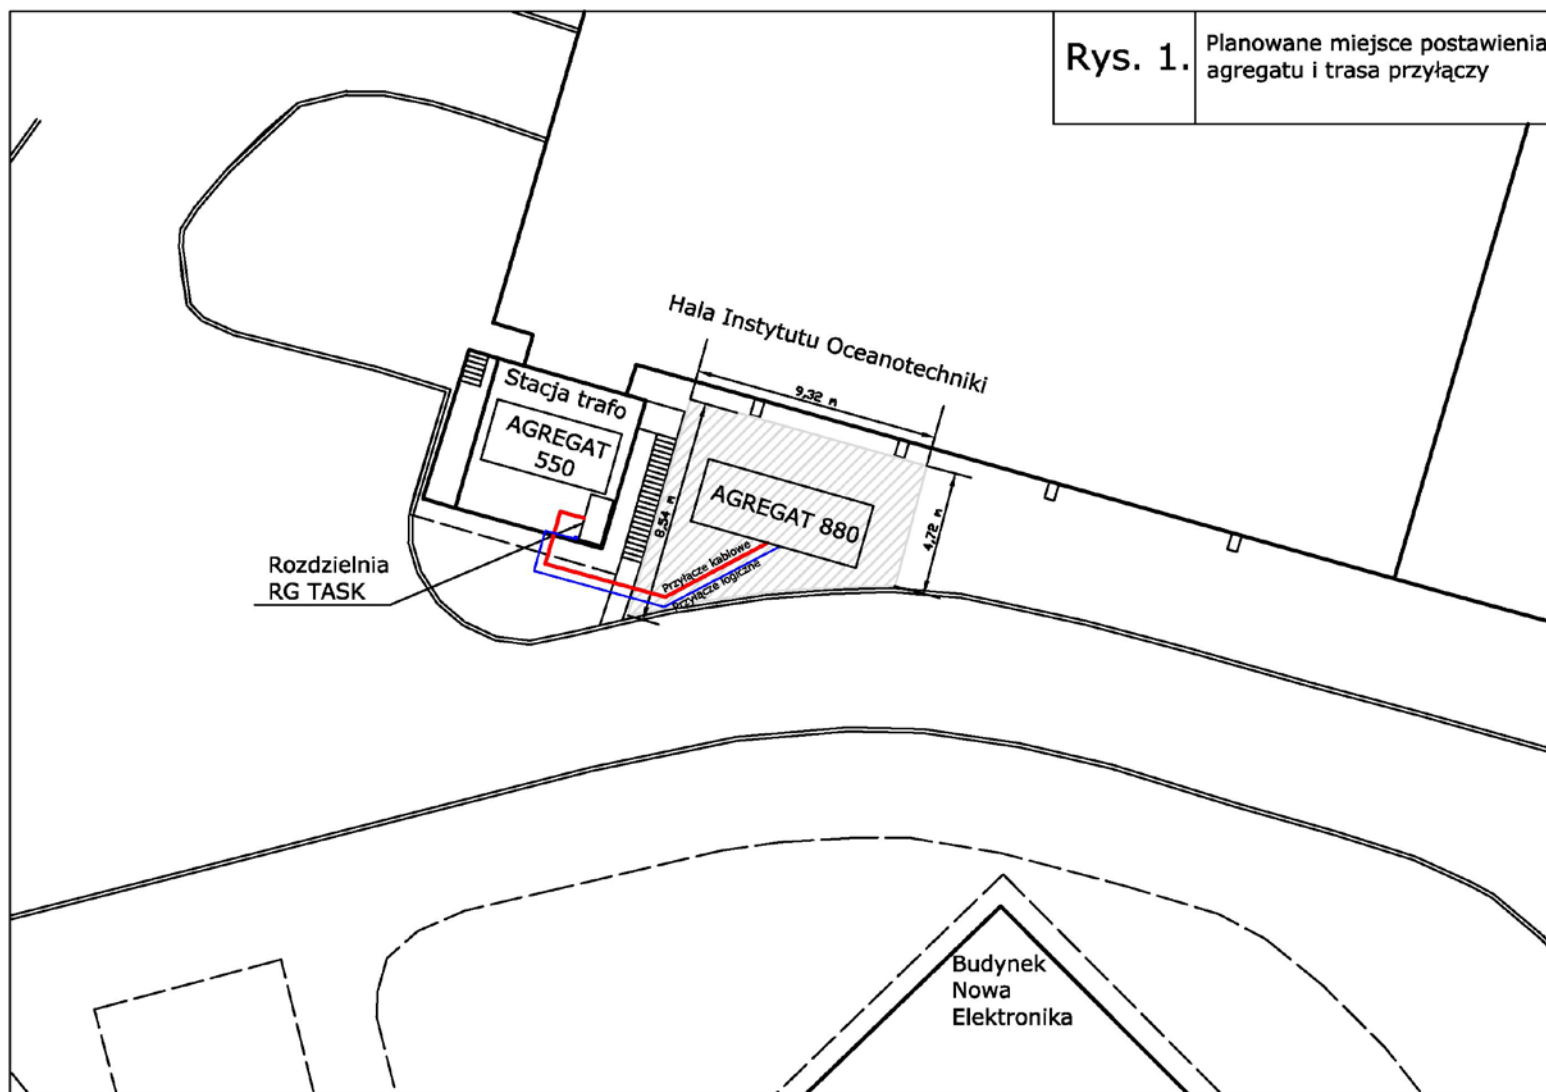 Rys. 1.
Planowane miejsce postawienia
agregatu i trasa przyłączy
Hala Instytutu Oceanotechniki
9,32 m
Stacja trafo
AGREGAT
550
AGREGAT 880
8,54 m
4,72 m
Przyłącze kablowe
Przyłącze logiczne
Rozdzielnia
RG TASK
Budynek
Nowa
Elektronika